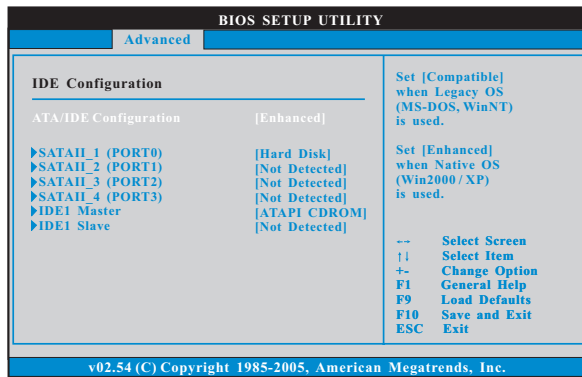 BIOS SETUP UTILITY
Advanced
IDE Configuration
ATA/IDE Configuration [Enhanced]
SATAII_1 (PORT0) [Hard Disk]
SATAII_2 (PORT1) [Not Detected]
SATAII_3 (PORT2) [Not Detected]
SATAII_4 (PORT3) [Not Detected]
IDE1 Master [ATAPI CDROM]
IDE1 Slave [Not Detected]
Set [Compatible]
when Legacy OS
(MS-DOS, WinNT)
is used.
Set [Enhanced]
when Native OS
(Win2000 / XP)
is used.
↔ Select Screen
↑↓ Select Item
+- Change Option
F1 General Help
F9 Load Defaults
F10 Save and Exit
ESC Exit
v02.54 (C) Copyright 1985-2005, American Megatrends, Inc.